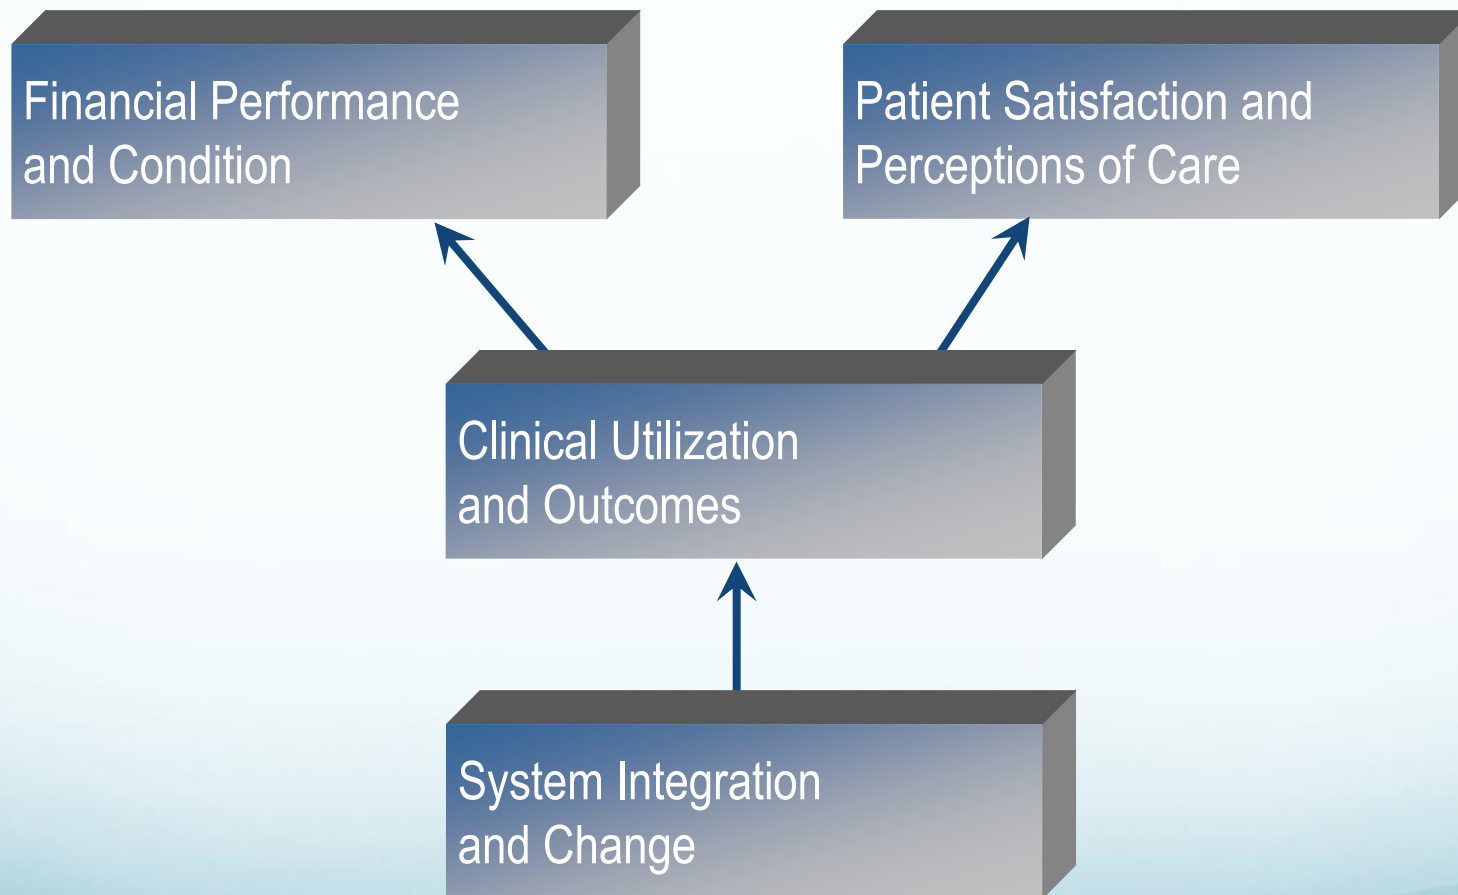 Financial Performance
and Condition
Patient Satisfaction and
Perceptions of Care
Clinical Utilization
and Outcomes
System Integration
and Change